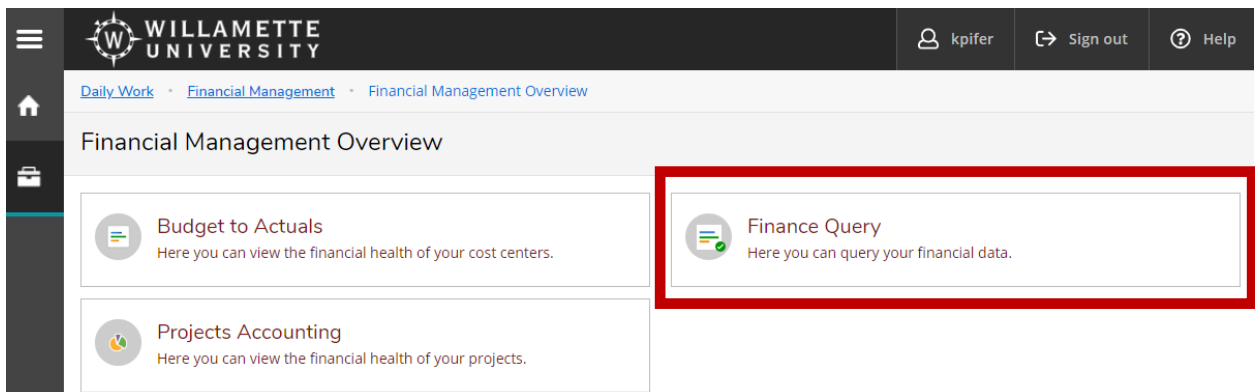 W
WILLAMETTE
UNIVERSITY
kpifer
Sign out
? Help
Daily Work • Financial Management • Financial Management Overview
Financial Management Overview
Budget to Actuals
Here you can view the financial health of your cost centers.
Finance Query
Here you can query your financial data.
Projects Accounting
Here you can view the financial health of your projects.